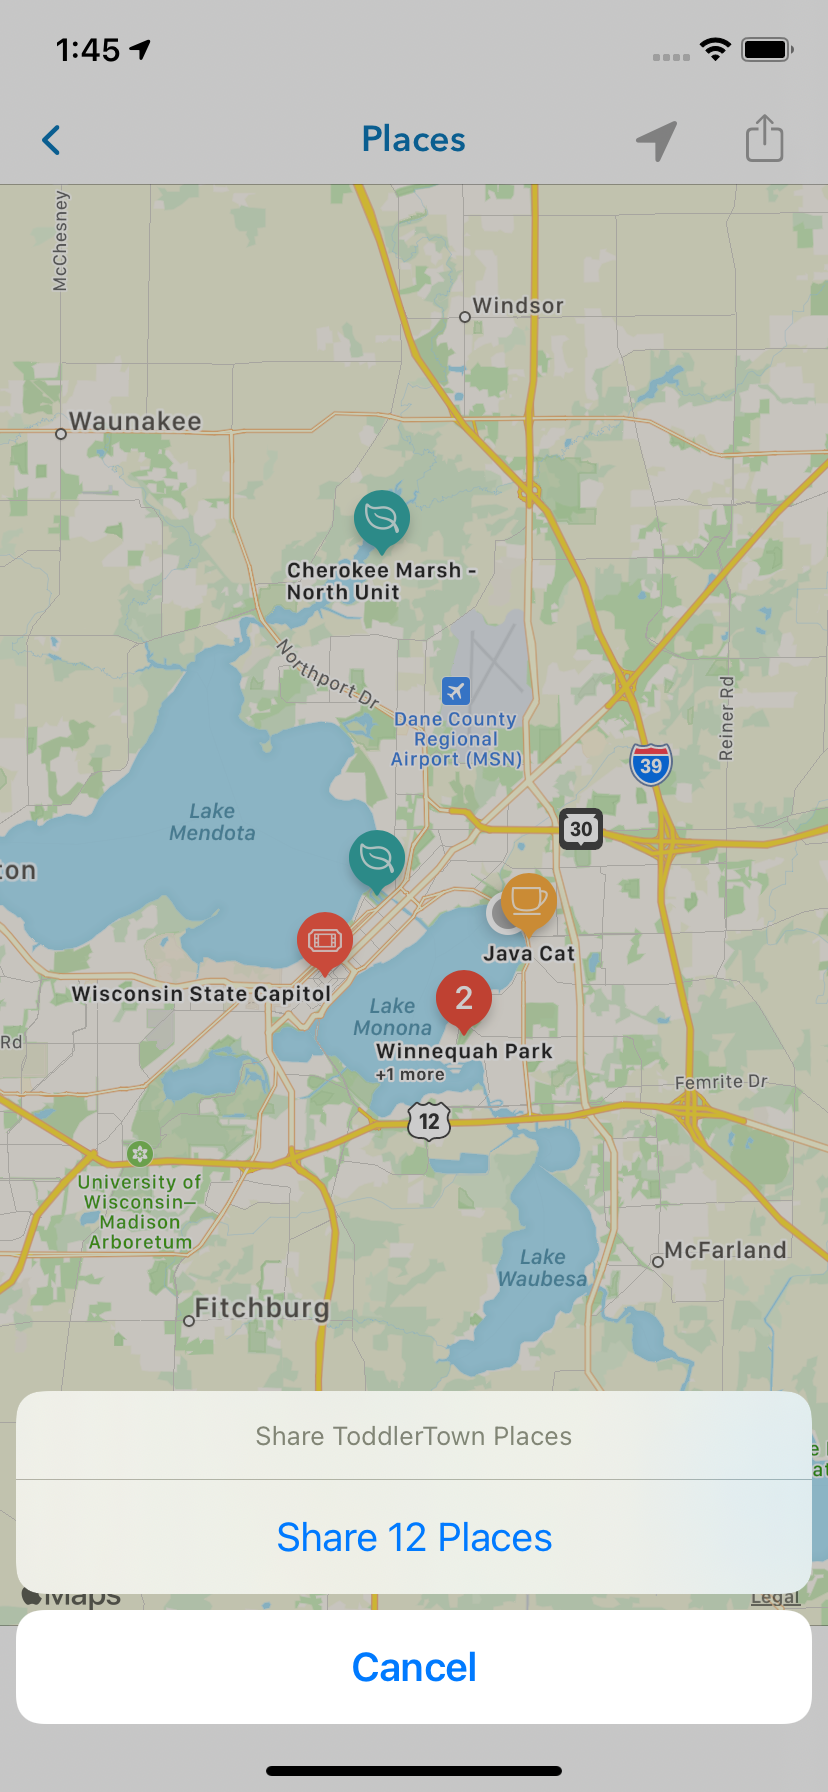 1:45
Places
McChesney
Windsor
Waunakee
Cherokee Marsh -
North Unit
Northport Dr
Dane County
Regional
Airport (MSN)
Reiner Rd
39
Lake
Mendota
30
ton
Java Cat
Wisconsin State Capitol
2
Lake
Monona
Winnequah Park
+1 more
Rd
Femrite Dr
12
University of
Wisconsin–
Madison
Arboretum
McFarland
Lake
Waubesa
Fitchburg
Share ToddlerTown Places
e
at
Share 12 Places
Maps
Legal
Cancel